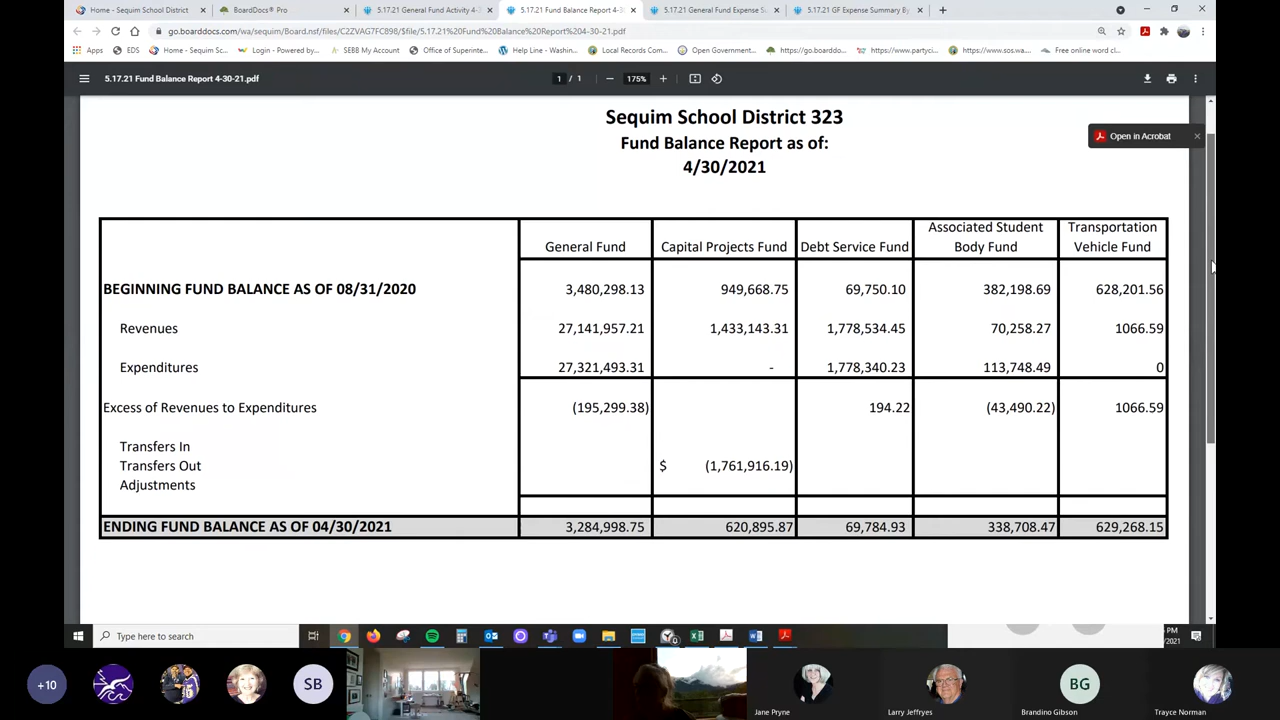 Home - Sequim School District
BoardDocs® Pro
5.17.21 General Fund Activity 4-
5.17.21 Fund Balance Report 4-3
5.17.21 General Fund Expense Su
5.17.21 GF Expense Summary By
go.boarddocs.com/wa/sequim/Board.nsf/files/C2ZVAG7FC898/$file/5.17.21%20Fund%20Balance%20Report%204-30-21.pdf
Apps
EDS
Home - Sequim Sc...
Login - Powered by...
SEBB My Account
Office of Superinte...
Help Line - Washin...
Local Records Com...
Open Government...
https://go.boarddo...
https://www.partyci...
https://www.sos.wa...
Free online word cl...
5.17.21 Fund Balance Report 4-30-21.pdf
1 / 1
175%
Open in Acrobat
Sequim School District 323
Fund Balance Report as of:
4/30/2021
General Fund Capital Projects Fund Debt Service Fund Associated Student Body Fund Transportation Vehicle Fund
BEGINNING FUND BALANCE AS OF 08/31/2020 3,480,298.13 949,668.75 69,750.10 382,198.69 628,201.56
Revenues 27,141,957.21 1,433,143.31 1,778,534.45 70,258.27 1066.59
Expenditures 27,321,493.31 - 1,778,340.23 113,748.49 0
Excess of Revenues to Expenditures (195,299.38) 194.22 (43,490.22) 1066.59
Transfers In
Transfers Out $ (1,761,916.19)
Adjustments
ENDING FUND BALANCE AS OF 04/30/2021 3,284,998.75 620,895.87 69,784.93 338,708.47 629,268.15
Type here to search
PM
/2021
+10
SB
BG
Jane Pryne
Larry Jeffryes
Brandino Gibson
Trayce Norman